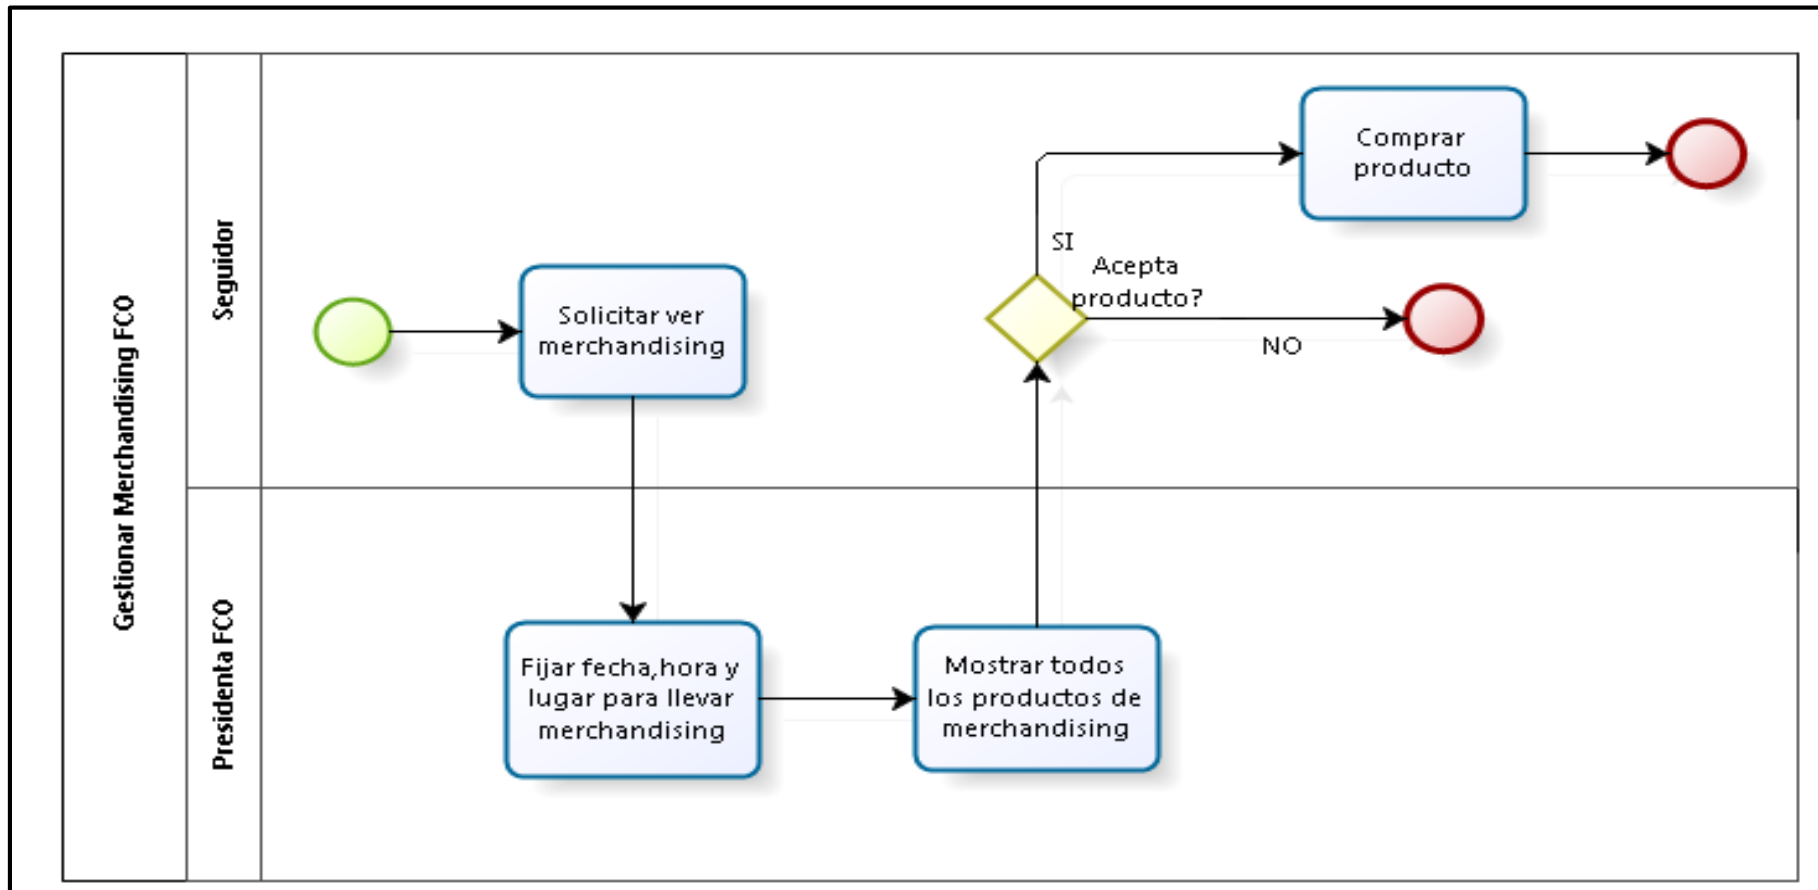 Gestionar Merchandising FCO
Seguidor
Solicitar ver
merchandising
SI
Acepta
producto?
NO
Comprar
producto
Presidenta FCO
Fijar fecha,hora y
lugar para llevar
merchandising
Mostrar todos
los productos de
merchandising